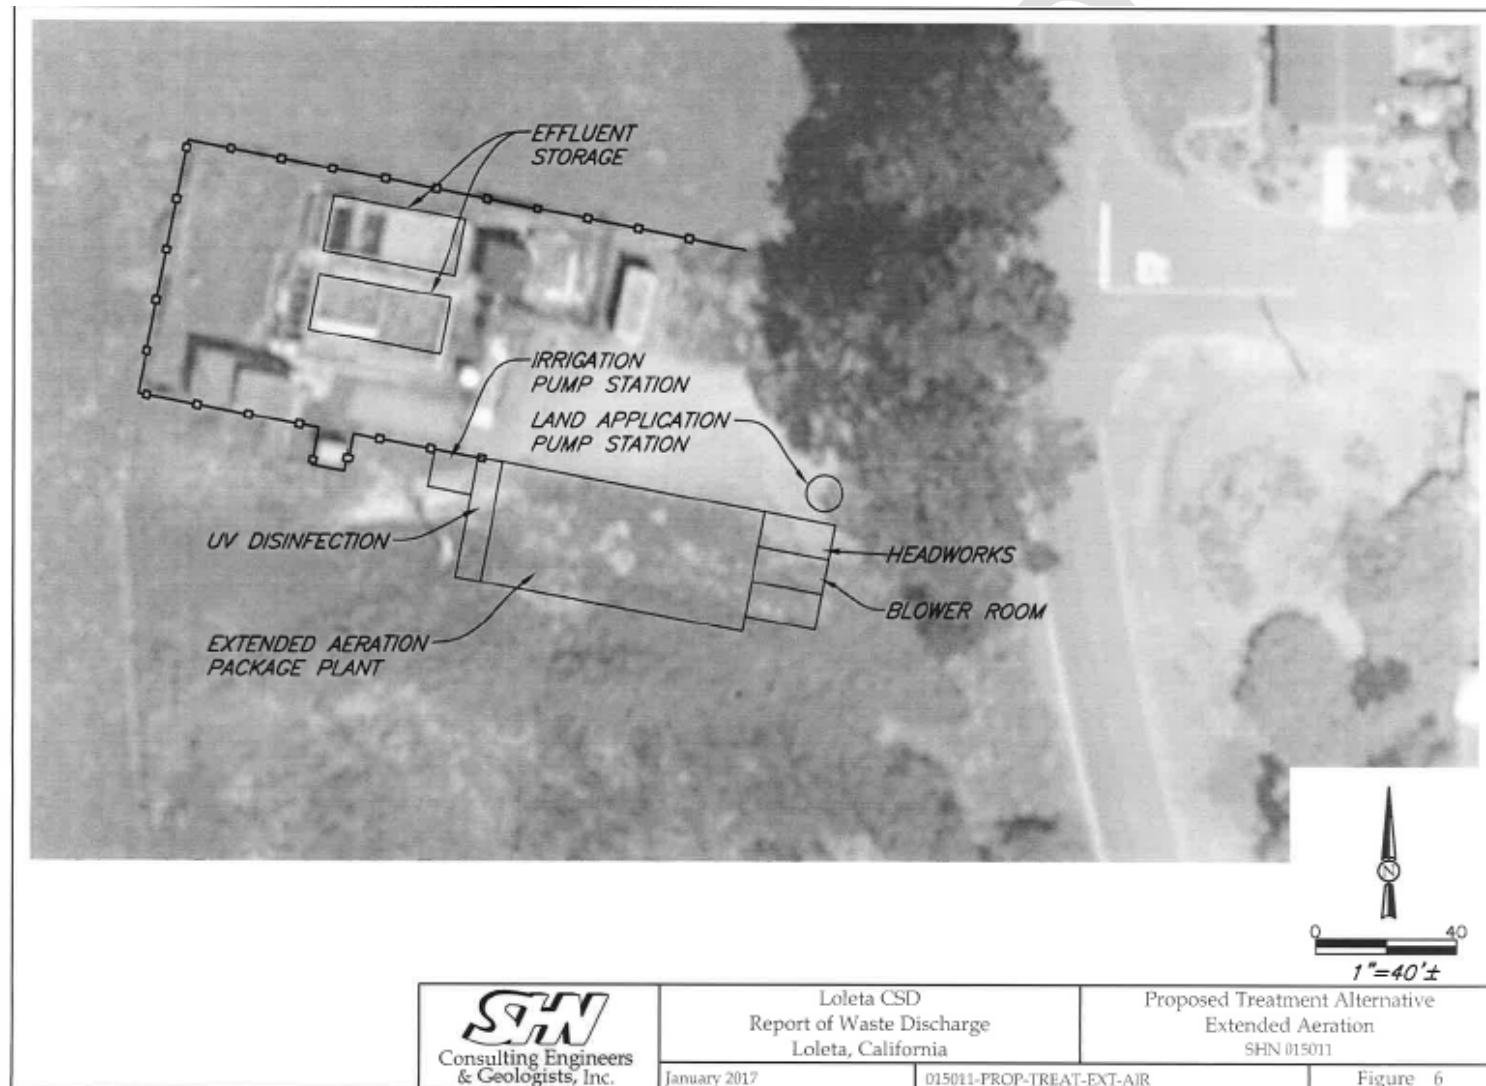 EFFLUENT
STORAGE
IRRIGATION
PUMP STATION
LAND APPLICATION
PUMP STATION
UV DISINFECTION
HEADWORKS
BLOWER ROOM
EXTENDED AERATION
PACKAGE PLANT
N
0 40
1"=40'±
SHN
Consulting Engineers
& Geologists, Inc.
Loleta CSD
Report of Waste Discharge
Loleta, California
Proposed Treatment Alternative
Extended Aeration
SHN 015011
January 2017
015011-PROP-TREAT-EXT-AIR
Figure 6